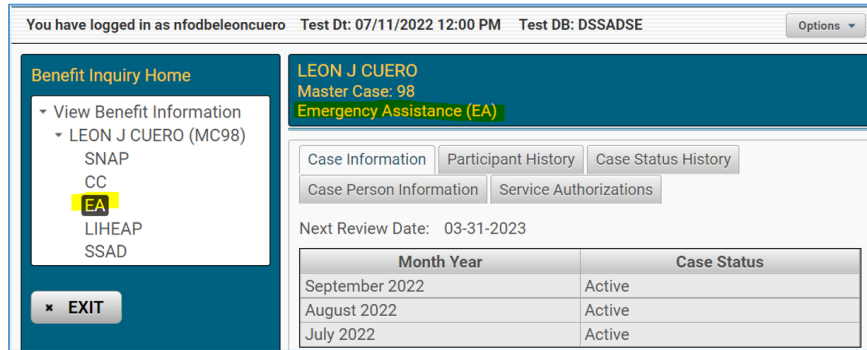 You have logged in as nfodbeleoncuero Test Dt: 07/11/2022 12:00 PM Test DB: DSSADSE Options
Benefit Inquiry Home
View Benefit Information
LEON J CUERO (MC98)
SNAP
CC
EA
LIHEAP
SSAD
× EXIT
LEON J CUERO
Master Case: 98
Emergency Assistance (EA)
Case Information Participant History Case Status History
Case Person Information Service Authorizations
Next Review Date: 03-31-2023
Month Year Case Status
September 2022 Active
August 2022 Active
July 2022 Active